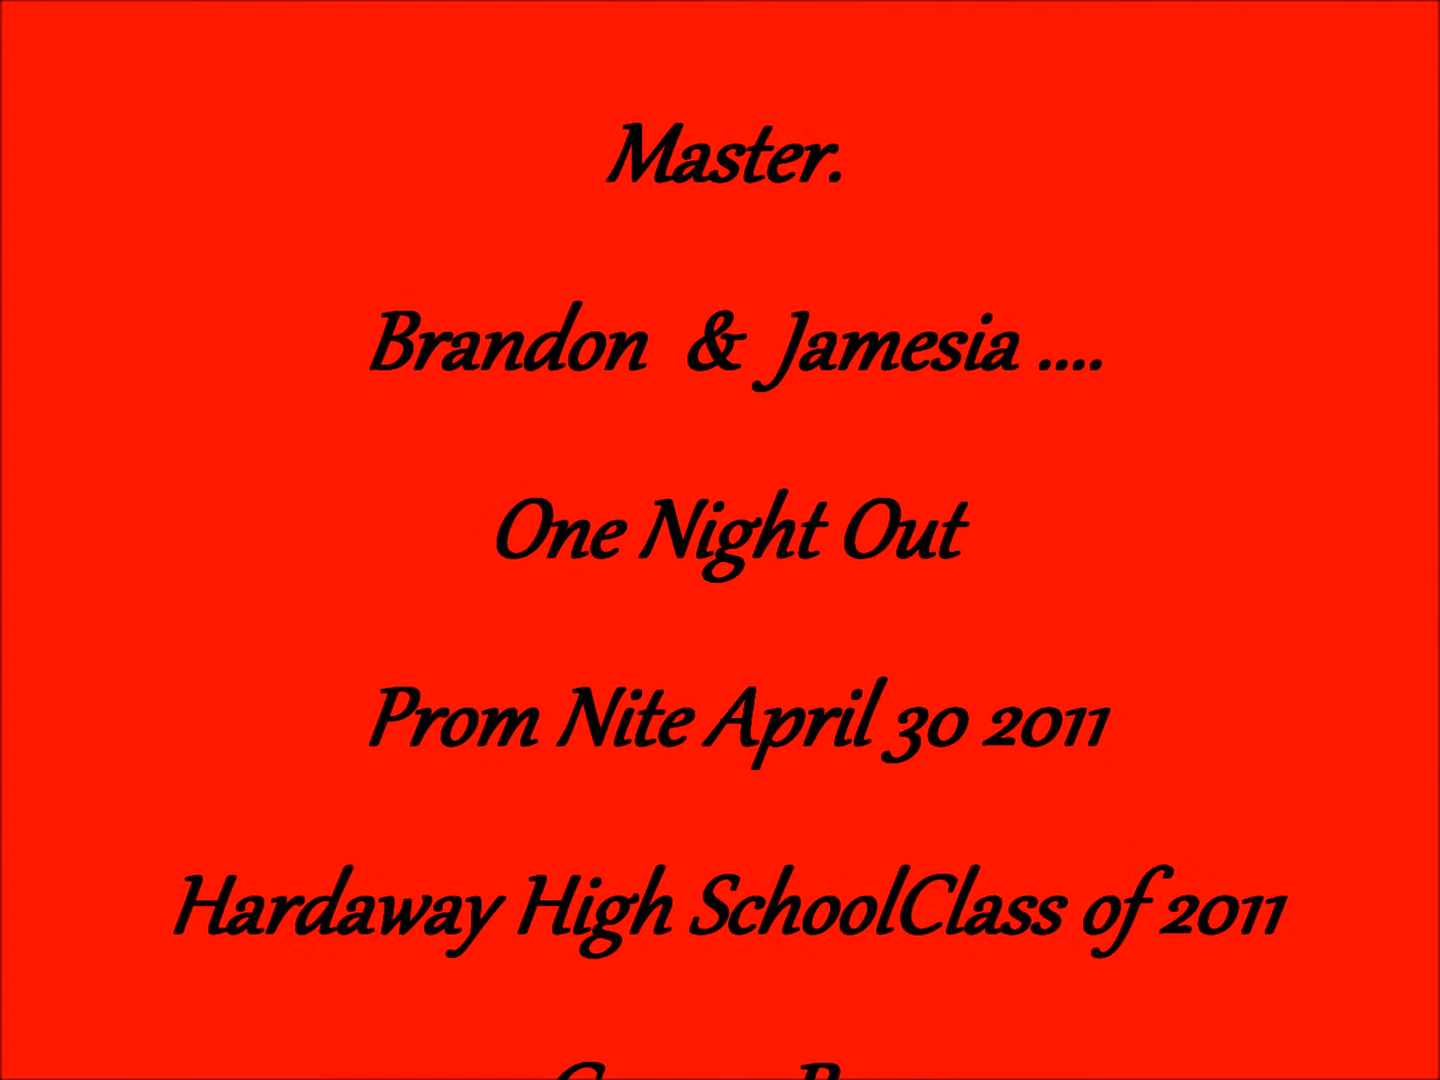 Master.
Brandon & Jamesia ....
One Night Out
Prom Nite April 30 2011
Hardaway High SchoolClass of 2011